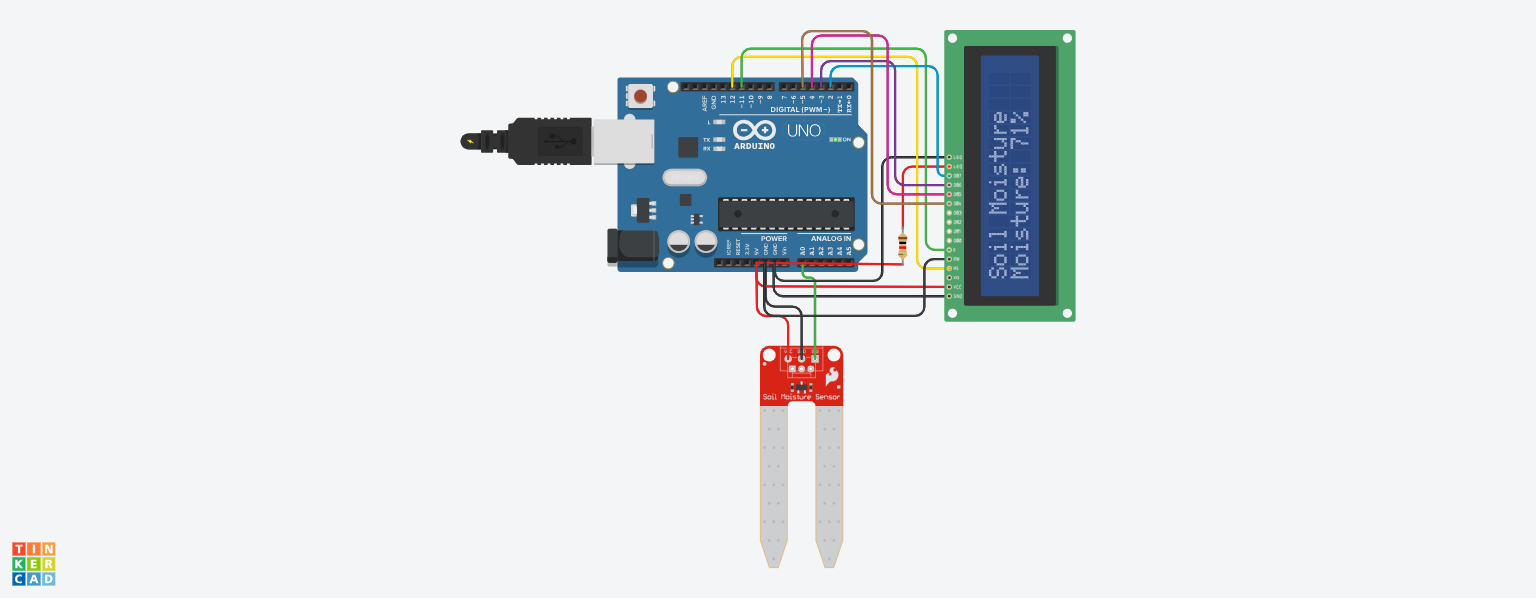 AREF
GND
13
12
~11
~10
~9
8
7
~6
~5
4
~3
2
TX→1
RX←0
DIGITAL (PWM~)
L
TX
RX
ARDUINO
UNO
ON
POWER
ANALOG IN
IOREF
RESET
3.3V
5V
GND
GND
Vin
A0
A1
A2
A3
A4
A5
LED
LED
DB7
DB6
DB5
DB4
DB3
DB2
DB1
DB0
E
RW
RS
V0
VCC
GND
Soil Moisture
Moisture: 71%
Soil Moisture Sensor
TIN
KER
CAD